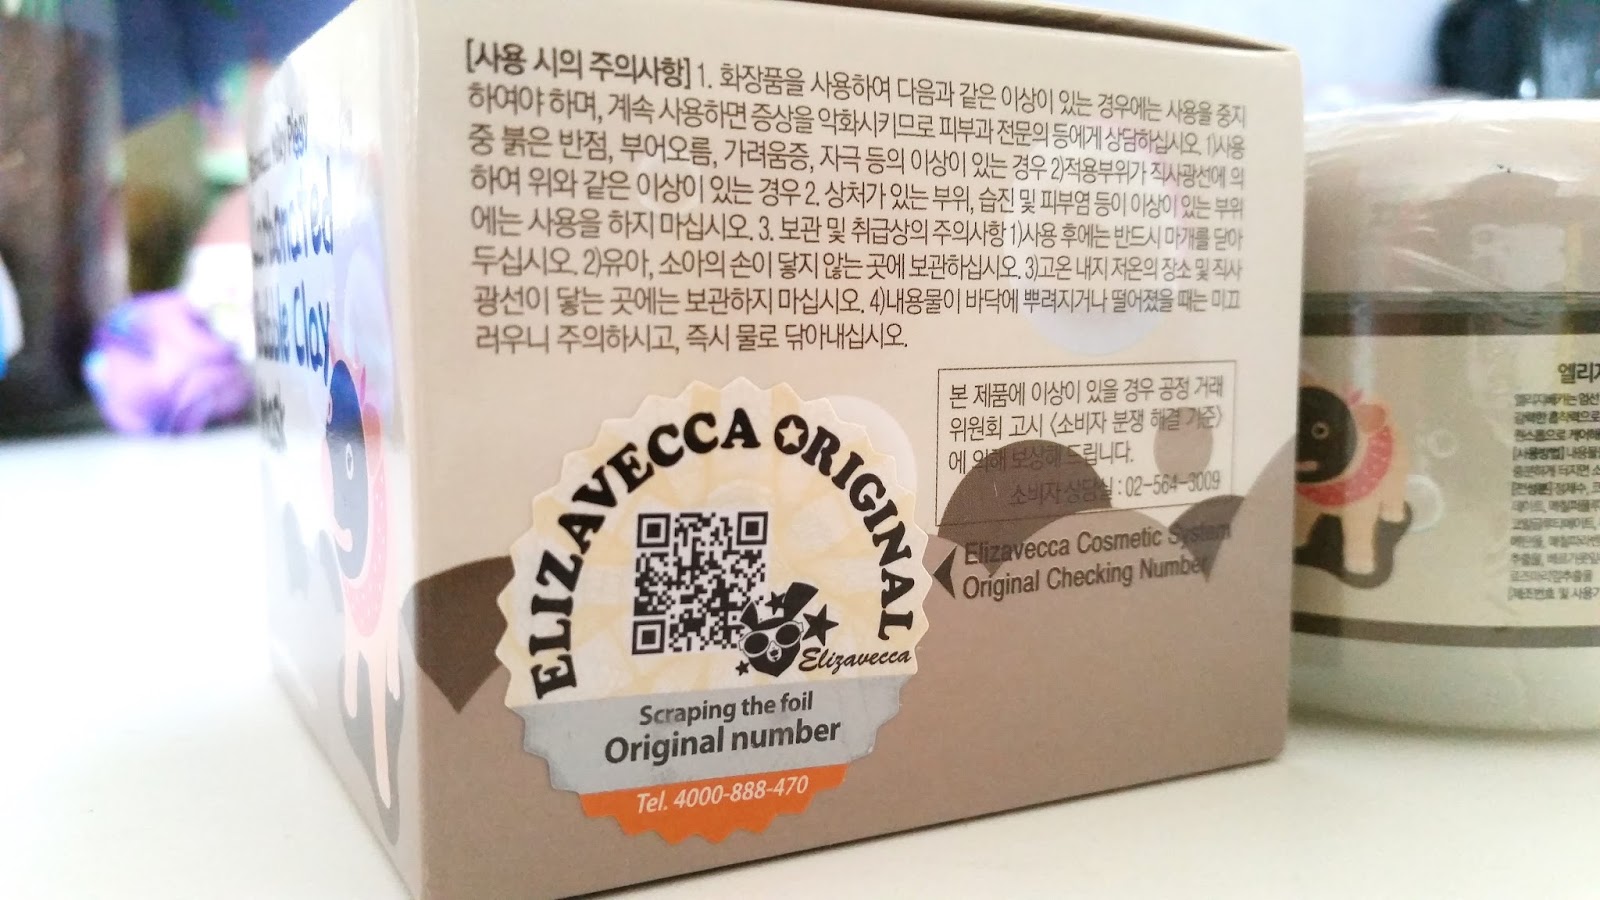 [사용 시의 주의사항] 1. 화장품을 사용하여 다음과 같은 이상이 있는 경우에는 사용을 중지
하여야 하며, 계속 사용하면 증상을 악화시키므로 피부과 전문의 등에게 상담하십시오. 1)사용
중 붉은 반점, 부어오름, 가려움증, 자극 등의 이상이 있는 경우 2)적용부위가 직사광선에 의
하여 위와 같은 이상이 있는 경우 2. 상처가 있는 부위, 습진 및 피부염 등이 이상이 있는 부위
에는 사용을 하지 마십시오. 3. 보관 및 취급상의 주의사항 1)사용 후에는 반드시 마개를 닫아
두십시오. 2)유아, 소아의 손이 닿지 않는 곳에 보관하십시오. 3)고온 내지 저온의 장소 및 직사
광선이 닿는 곳에는 보관하지 마십시오. 4)내용물이 바닥에 뿌려지거나 떨어졌을 때는 미끄
러우니 주의하시고, 즉시 물로 닦아내십시오.
본 제품에 이상이 있을 경우 공정 거래
위원회 고시 <소비자 분쟁 해결 기준>
에 의해 보상해 드립니다.
소비자 상담실 : 02-564-3009
Elizavecca Cosmetic System
Original Checking Number
ELIZAVECCA ORIGINAL
Elizavecca
Scraping the foil
Original number
Tel. 4000-888-470
Piggy
Clay
[사용방법]